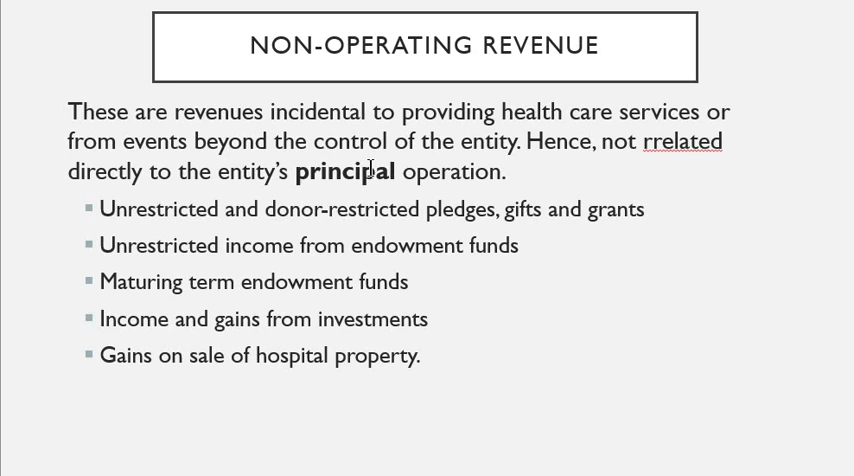 NON-OPERATING REVENUE
These are revenues incidental to providing health care services or
from events beyond the control of the entity. Hence, not rrelated
directly to the entity’s principal operation.
▪ Unrestricted and donor-restricted pledges, gifts and grants
▪ Unrestricted income from endowment funds
▪ Maturing term endowment funds
▪ Income and gains from investments
▪ Gains on sale of hospital property.